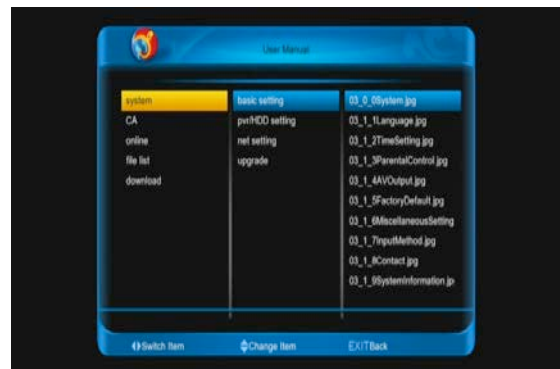 User Manual
system
CA
online
file list
download
basic setting
pvr/HDD setting
net setting
upgrade
03_0_0System.jpg
03_1_1Language.jpg
03_1_2TimeSetting.jpg
03_1_3ParentalControl.jpg
03_1_4AVOutput.jpg
03_1_5FactoryDefault.jpg
03_1_6MiscellaneousSetting
03_1_7InputMethod.jpg
03_1_8Contact.jpg
03_1_9SystemInformation.jp
Switch Item
Change Item
EXITBack